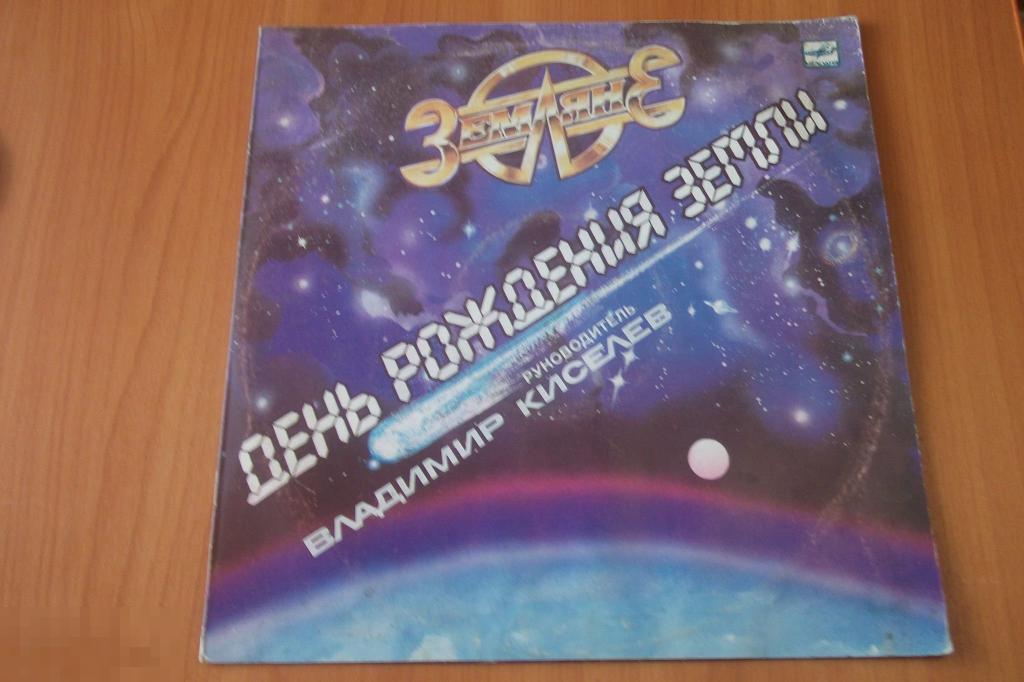 ЗЕМЛЯНЕ
ДЕНЬ РОЖДЕНИЯ ЗЕМЛИ
РУКОВОДИТЕЛЬ
ВЛАДИМИР КИСЕЛЕВ